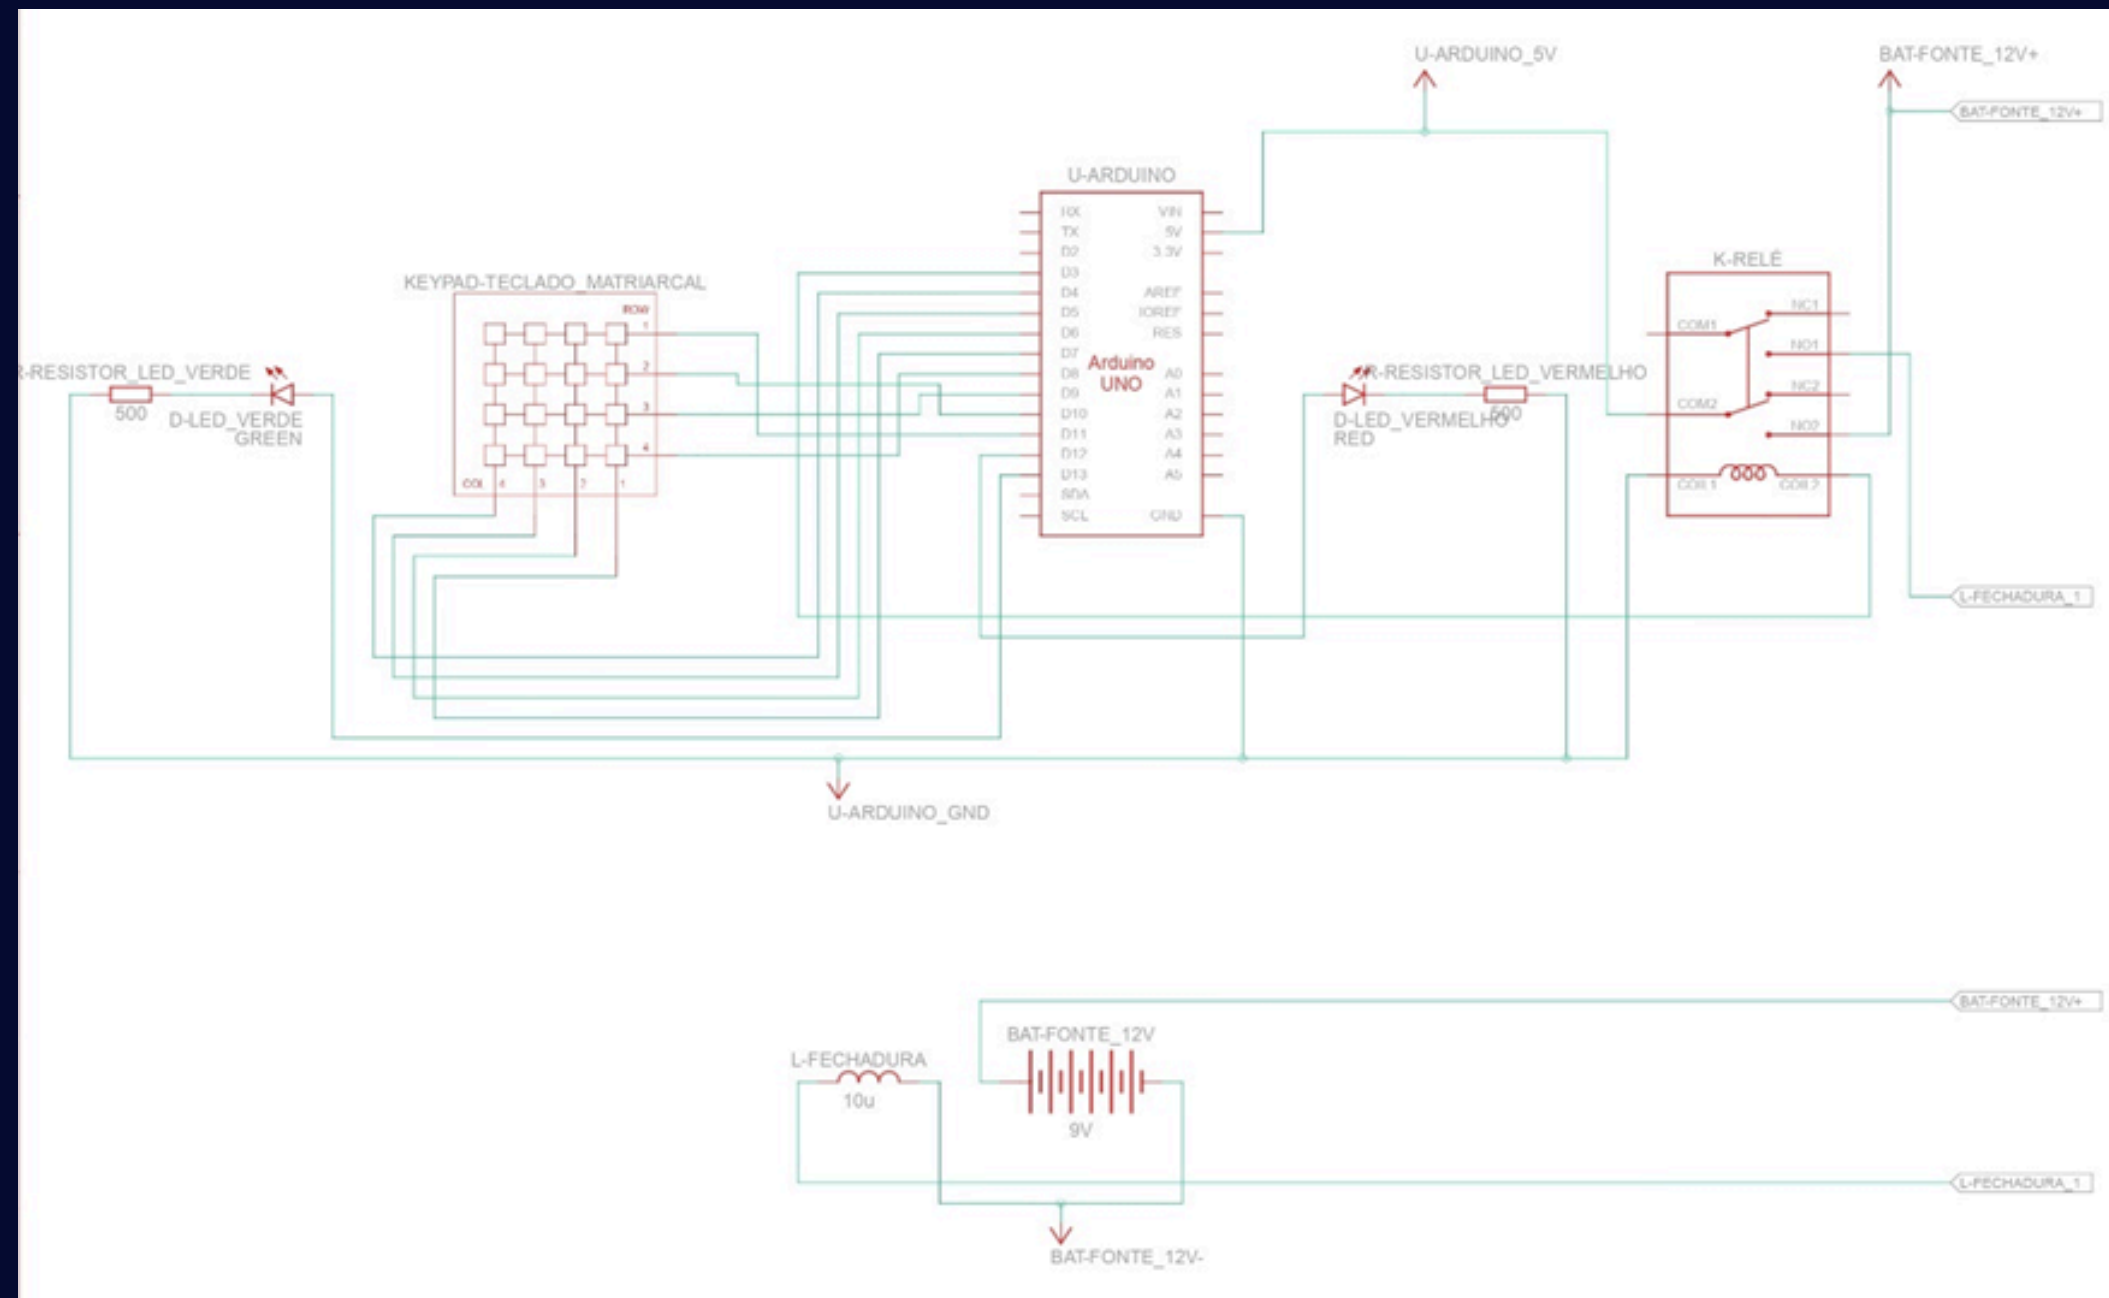 U-ARDUINO_5V
BAT-FONTE_12V+
BAT-FONTE_12V+
U-ARDUINO
RX
VIN
TX
5V
D2
3.3V
D3
D4
AREF
D5
IOREF
D6
RES
D7
Arduino
UNO
D8
A0
D9
A1
D10
A2
D11
A3
D12
A4
D13
A5
SDA
SCL
GND
KEYPAD-TECLADO_MATRIARCAL
ROW
1
2
3
4
COL 4 3 2 1
R-RESISTOR_LED_VERDE
500
D-LED_VERDE
GREEN
R-RESISTOR_LED_VERMELHO
500
D-LED_VERMELHO
RED
K-RELÉ
NC1
COM1
NO1
NC2
COM2
NO2
COIL1
COIL2
L-FECHADURA_1
U-ARDUINO_GND
BAT-FONTE_12V+
BAT-FONTE_12V
9V
L-FECHADURA
10u
L-FECHADURA_1
BAT-FONTE_12V-